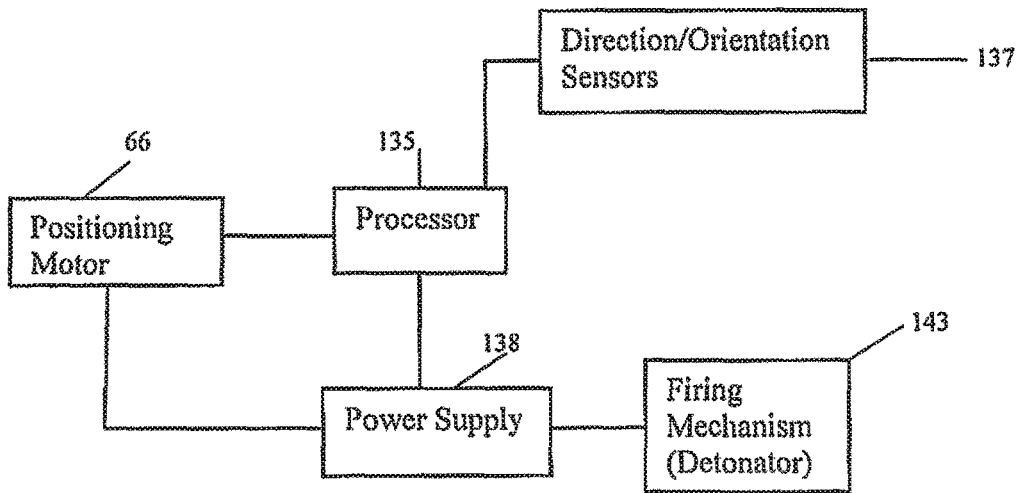 Direction/Orientation
Sensors
137
66
135
Positioning
Motor
Processor
138
143
Power Supply
Firing
Mechanism
(Detonator)